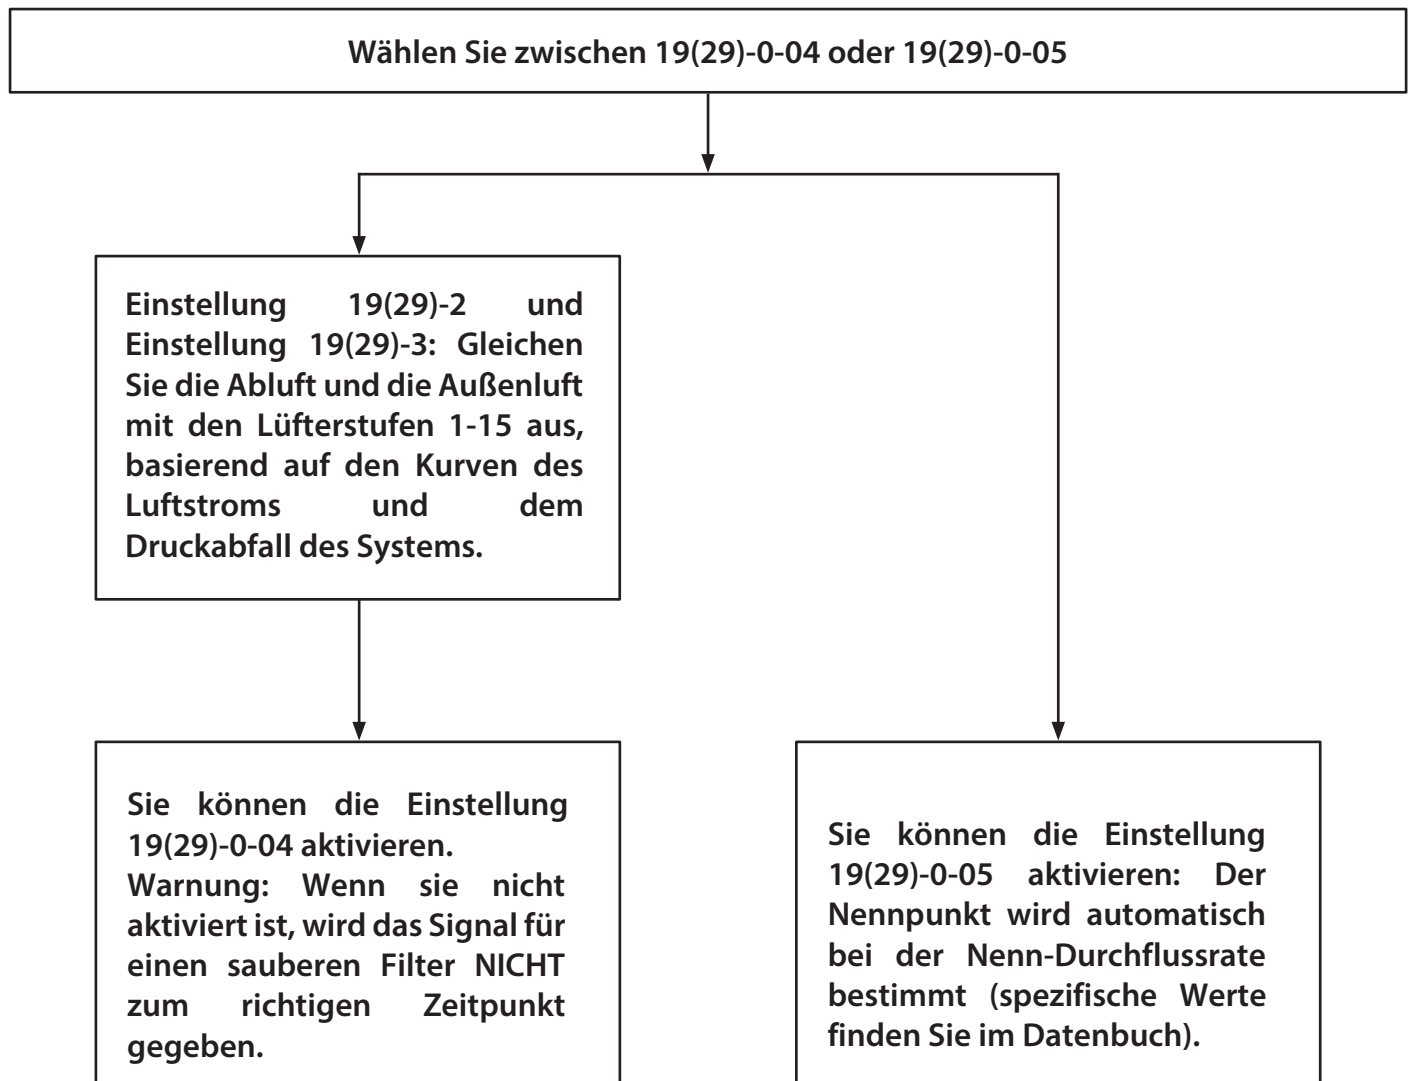 Wählen Sie zwischen 19(29)-0-04 oder 19(29)-0-05
Einstellung 19(29)-2 und
Einstellung 19(29)-3: Gleichen
Sie die Abluft und die Außenluft
mit den Lüfterstufen 1-15 aus,
basierend auf den Kurven des
Luftstroms und dem
Druckabfall des Systems.
Sie können die Einstellung
19(29)-0-04 aktivieren.
Warnung: Wenn sie nicht
aktiviert ist, wird das Signal für
einen sauberen Filter NICHT
zum richtigen Zeitpunkt
gegeben.
Sie können die Einstellung
19(29)-0-05 aktivieren: Der
Nennpunkt wird automatisch
bei der Nenn-Durchflussrate
bestimmt (spezifische Werte
finden Sie im Datenbuch).